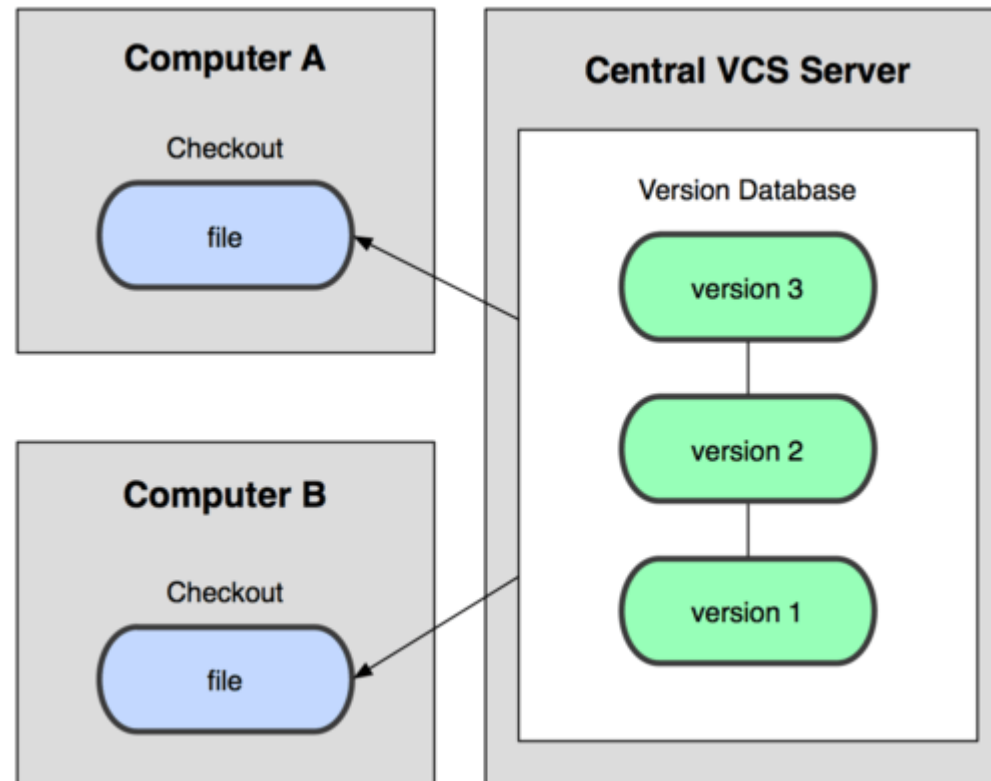 Computer A
Checkout
file
Computer B
Checkout
file
Central VCS Server
Version Database
version 3
version 2
version 1